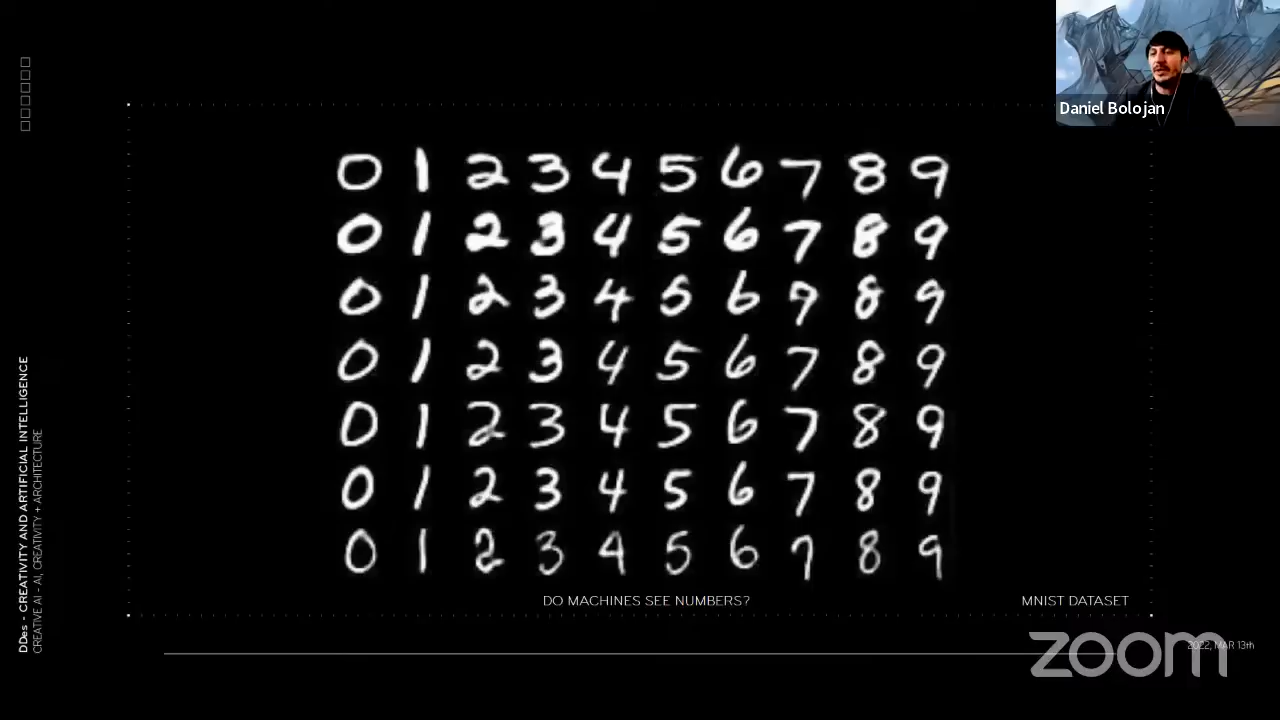 Daniel Bolojan
0 1 2 3 4 5 6 7 8 9
0 1 2 3 4 5 6 7 8 9
0 1 2 3 4 5 6 7 8 9
0 1 2 3 4 5 6 7 8 9
0 1 2 3 4 5 6 7 8 9
0 1 2 3 4 5 6 7 8 9
0 1 2 3 4 5 6 7 8 9
DO MACHINES SEE NUMBERS?
MNIST DATASET
DDes - CREATIVITY AND ARTIFICIAL INTELLIGENCE
CREATIVE AI - AI, CREATIVITY + ARCHITECTURE
2022, MAR 13th
zoom